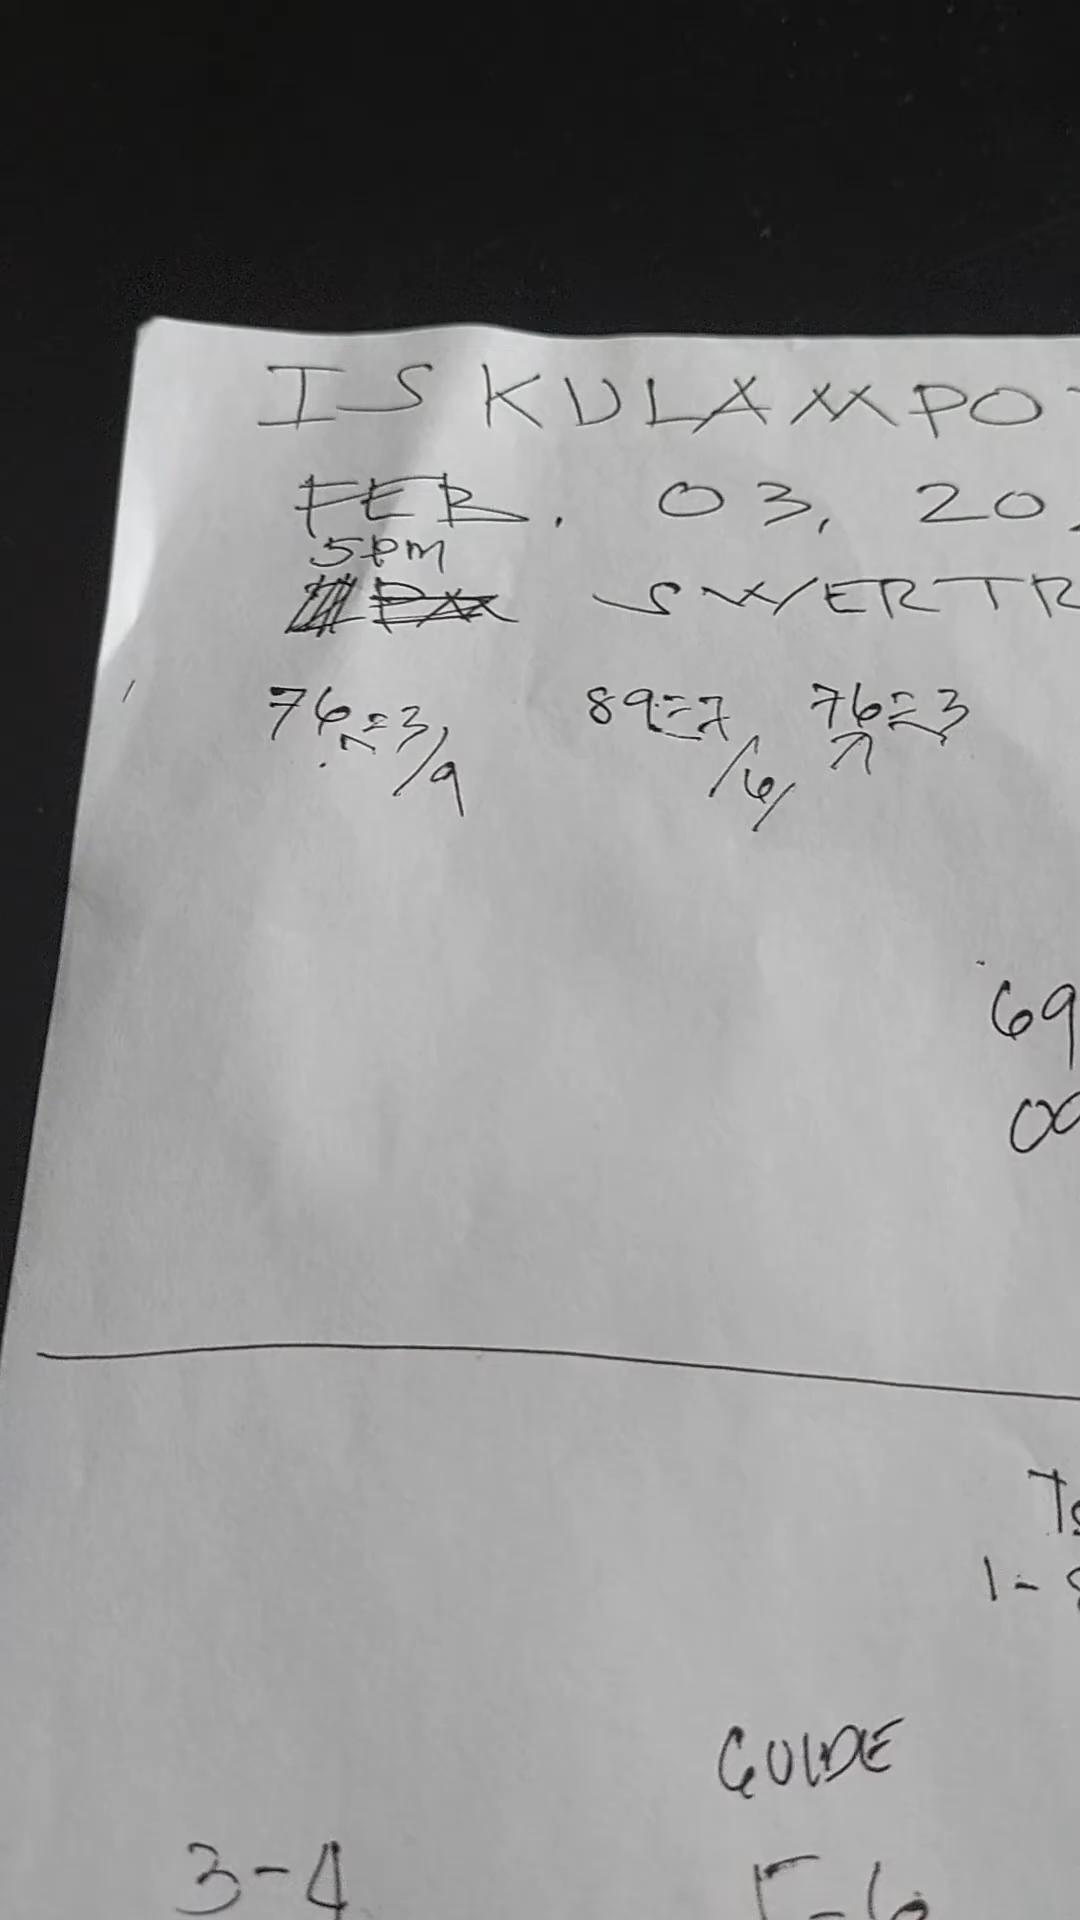 ISKULAMPO
FEB. 03, 20
5pm
SWERTR
76=3/9 89=7/6/ 76=3
69
1-
GUIDE
3-4 5-6